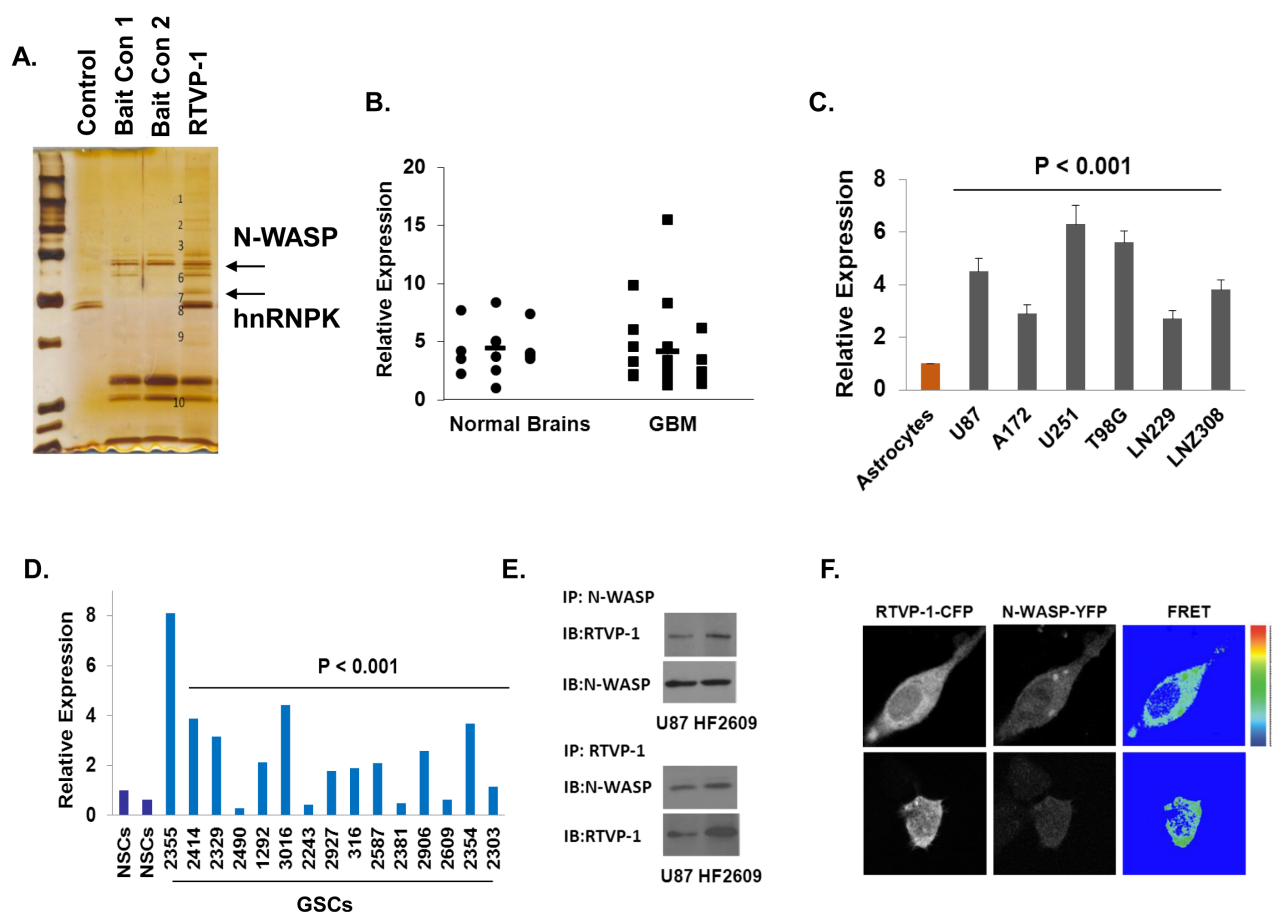 A.
Control
Bait Con 1
Bait Con 2
RTVP-1
1
2
3
6
7
8
9
10
N-WASP
hnRNPK
B.
Relative Expression
20
15
10
5
0
Normal Brains
GBM
C.
Relative Expression
8
6
4
2
0
P < 0.001
Astrocytes
U87
A172
U251
T98G
LN229
LNZ308
D.
Relative Expression
8
6
4
2
0
P < 0.001
NSCs
NSCs
2355
2414
2329
2490
1292
3016
2243
2927
316
2587
2381
2906
2609
2354
2303
GSCs
E.
IP: N-WASP
IB:RTVP-1
IB:N-WASP
U87 HF2609
IP: RTVP-1
IB:N-WASP
IB:RTVP-1
U87 HF2609
F.
RTVP-1-CFP
N-WASP-YFP
FRET